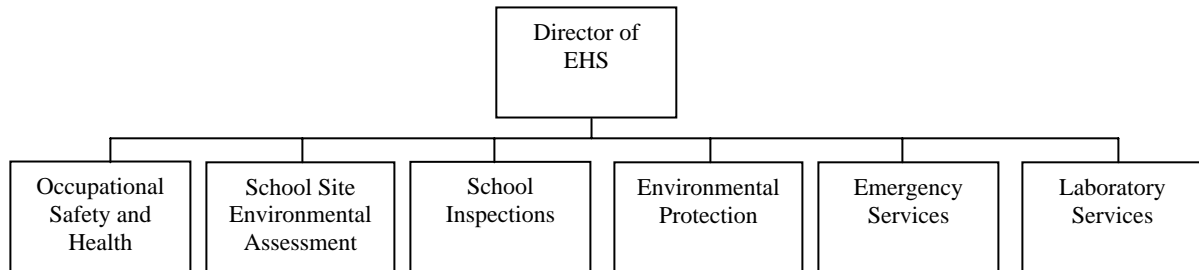 Director of
EHS
Occupational
Safety and
Health
School Site
Environmental
Assessment
School
Inspections
Environmental
Protection
Emergency
Services
Laboratory
Services